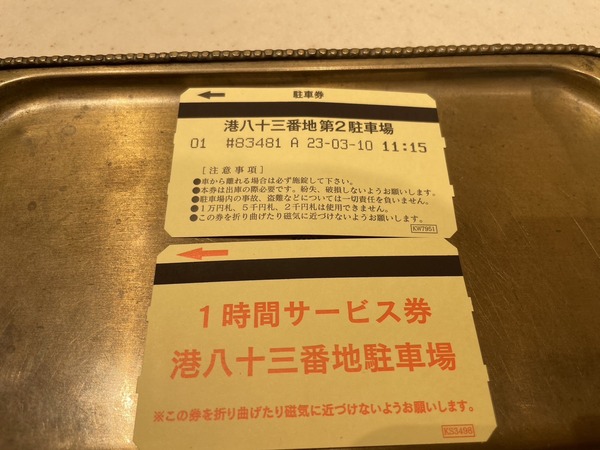 駐車券
港八十三番地第2駐車場
01 #83481 A 23-03-10 11:15
[注意事項]
●車から離れる場合は必ず施錠して下さい。
●本券は出庫の際必要です。紛失、破損しないようお願いします。
●駐車場内の事故、盗難などについては一切責任を負いません。
●1万円札、5千円札、2千円札は使用できません。
●この券を折り曲げたり磁気に近づけないようお願いします。
KW7951
1時間サービス券
港八十三番地駐車場
※この券を折り曲げたり磁気に近づけないようお願いします。
KS3498